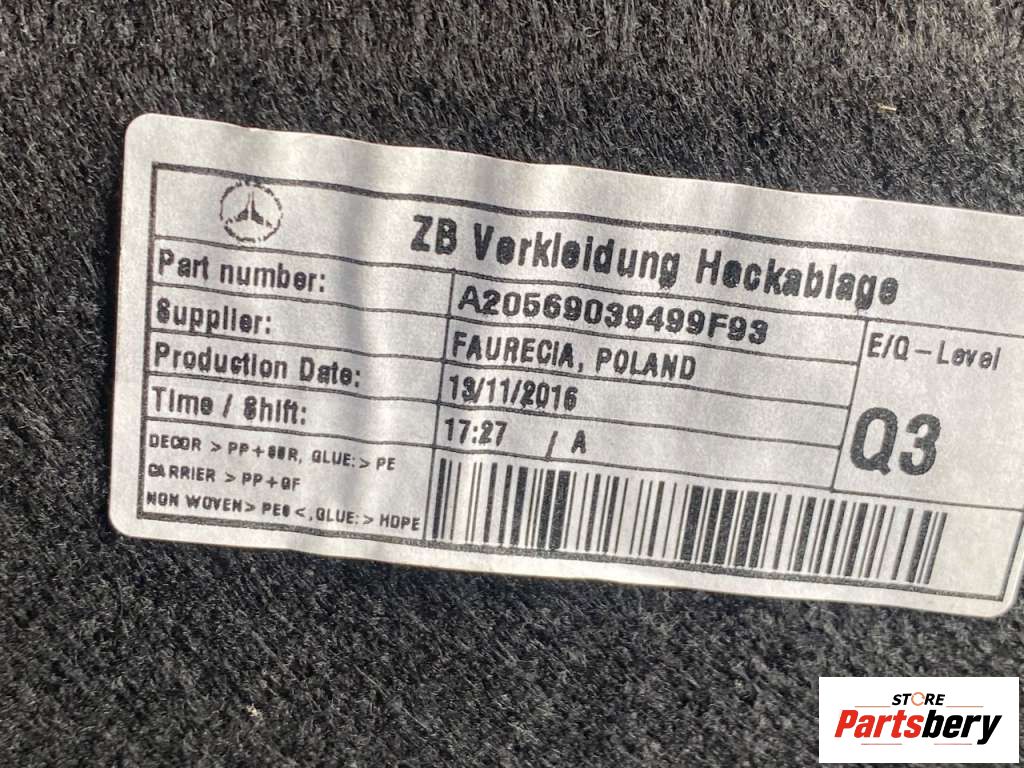 ZB Verkleidung Heckablage
Part number: A20569039499F93
Supplier: FAURECIA, POLAND
Production Date: 13/11/2016
Time / Shift: 17:27 / A
E/Q-Level
Q3
DECOR > PP+SBR, GLUE:> PE
CARRIER > PP+GF
NON WOVEN> PES <, GLUE:> HDPE
STORE
Partsbery